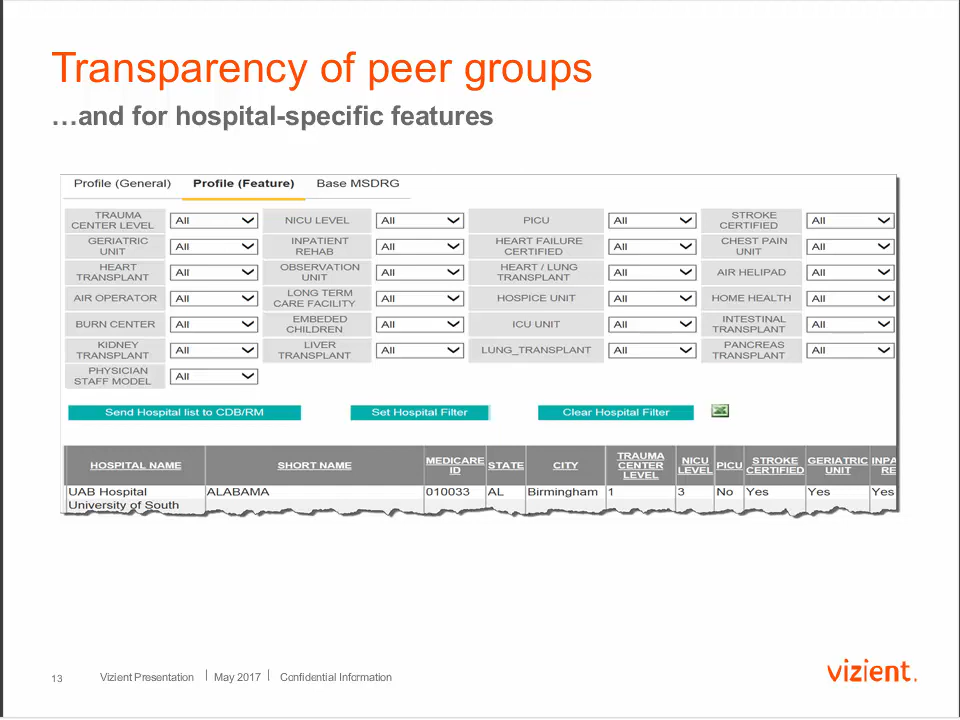 Transparency of peer groups
…and for hospital-specific features
Profile (General) Profile (Feature) Base MSDRG
TRAUMA CENTER LEVEL All NICU LEVEL All PICU All STROKE CERTIFIED All
GERIATRIC UNIT All INPATIENT REHAB All HEART FAILURE CERTIFIED All CHEST PAIN UNIT All
HEART TRANSPLANT All OBSERVATION UNIT All HEART / LUNG TRANSPLANT All AIR HELIPAD All
AIR OPERATOR All LONG TERM CARE FACILITY All HOSPICE UNIT All HOME HEALTH All
BURN CENTER All EMBEDED CHILDREN All ICU UNIT All INTESTINAL TRANSPLANT All
KIDNEY TRANSPLANT All LIVER TRANSPLANT All LUNG_TRANSPLANT All PANCREAS TRANSPLANT All
PHYSICIAN STAFF MODEL All
Send Hospital list to CDB/RM Set Hospital Filter Clear Hospital Filter
HOSPITAL NAME SHORT NAME MEDICARE ID STATE CITY TRAUMA CENTER LEVEL NICU LEVEL PICU STROKE CERTIFIED GERIATRIC UNIT INPA RE
UAB Hospital ALABAMA 010033 AL Birmingham 1 3 No Yes Yes Yes
University of South
13 Vizient Presentation | May 2017 | Confidential Information
vizient.